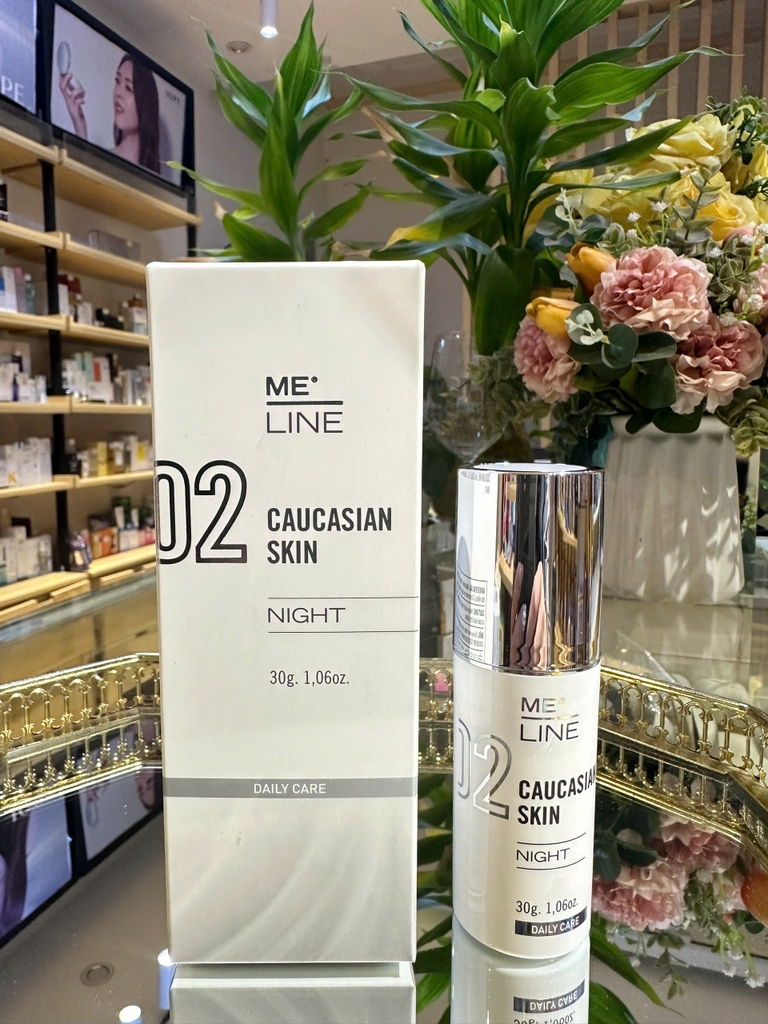 ME
LINE
02
CAUCASIAN
SKIN
NIGHT
30g. 1,06oz.
DAILY CARE
ME
LINE
02
CAUCASIAN
SKIN
NIGHT
30g. 1,06oz.
DAILY CARE